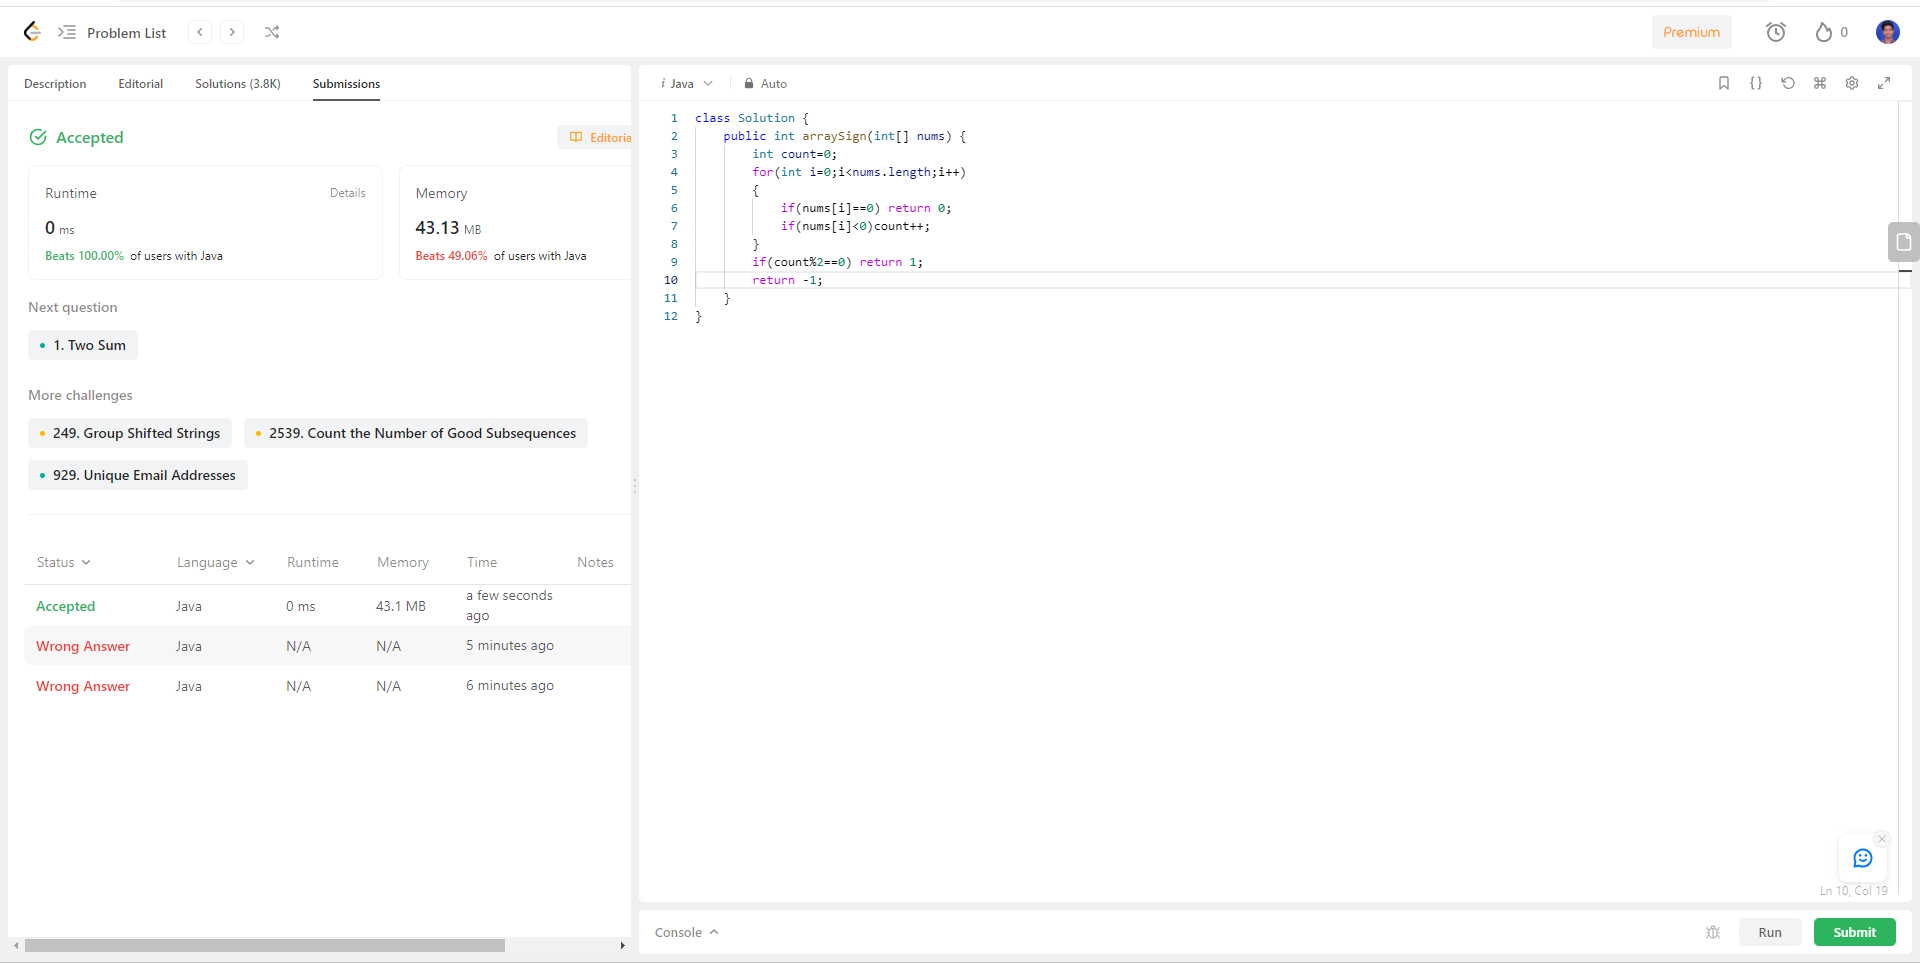 Problem List
Premium
0
Description Editorial Solutions (3.8K) Submissions
Accepted
Editoria
Runtime Details
0 ms
Beats 100.00% of users with Java
Memory
43.13 MB
Beats 49.06% of users with Java
Next question
1. Two Sum
More challenges
249. Group Shifted Strings
2539. Count the Number of Good Subsequences
929. Unique Email Addresses
Status Language Runtime Memory Time Notes
Accepted Java 0 ms 43.1 MB a few seconds ago
Wrong Answer Java N/A N/A 5 minutes ago
Wrong Answer Java N/A N/A 6 minutes ago
i Java Auto
1 class Solution {
2     public int arraySign(int[] nums) {
3         int count=0;
4         for(int i=0;i<nums.length;i++)
5         {
6             if(nums[i]==0) return 0;
7             if(nums[i]<0)count++;
8         }
9         if(count%2==0) return 1;
10         return -1;
11     }
12 }
Ln 10, Col 19
Console
Run
Submit